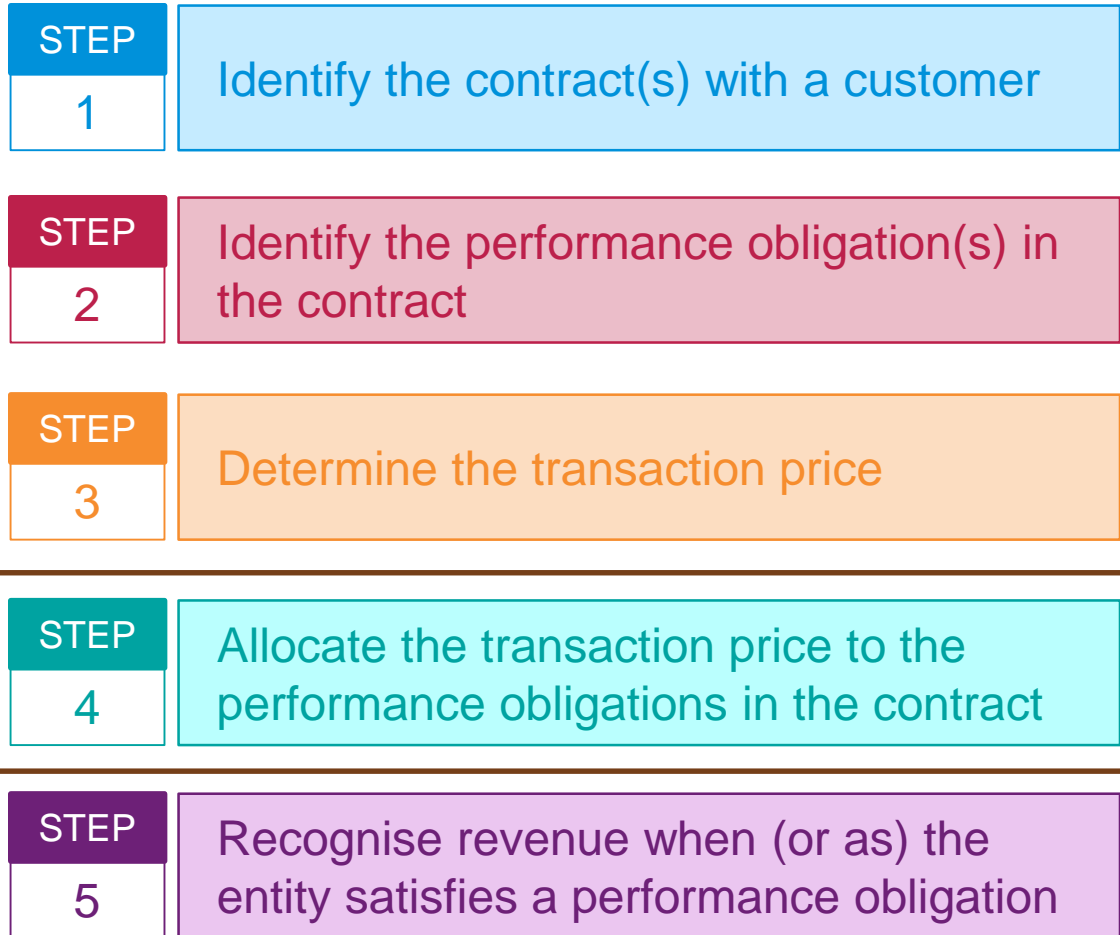 STEP
1
Identify the contract(s) with a customer
STEP
2
Identify the performance obligation(s) in
the contract
STEP
3
Determine the transaction price
STEP
4
Allocate the transaction price to the
performance obligations in the contract
STEP
5
Recognise revenue when (or as) the
entity satisfies a performance obligation